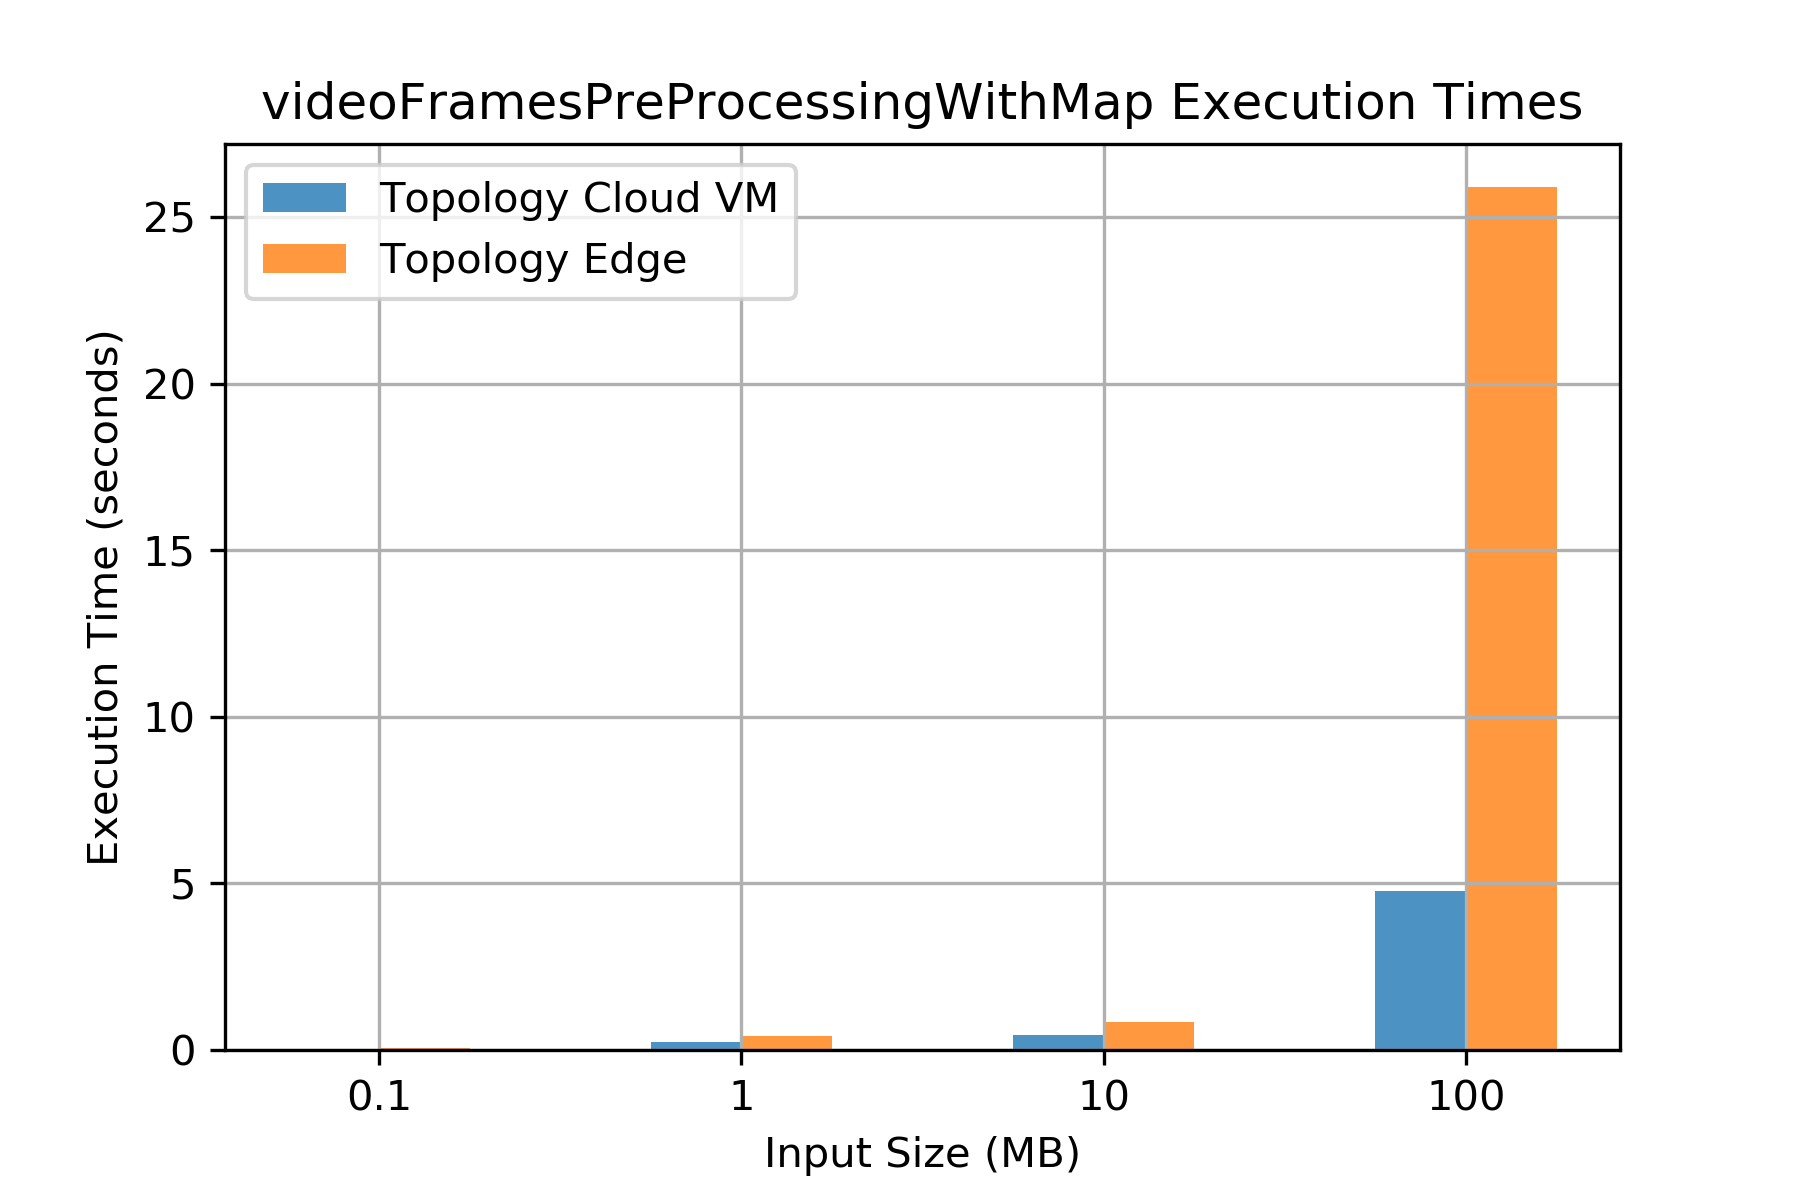 videoFramesPreProcessingWithMap Execution Times
Topology Cloud VM
Topology Edge
Execution Time (seconds)
25
20
15
10
5
0
0.1 1 10 100
Input Size (MB)